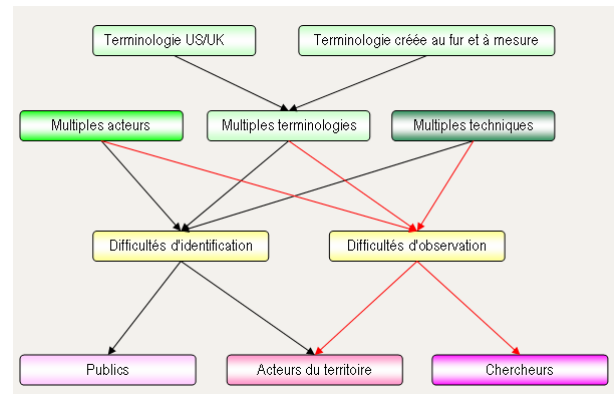 Terminologie US/UK
Terminologie créée au fur et à mesure
Multiples acteurs
Multiples terminologies
Multiples techniques
Difficultés d'identification
Difficultés d'observation
Publics
Acteurs du territoire
Chercheurs